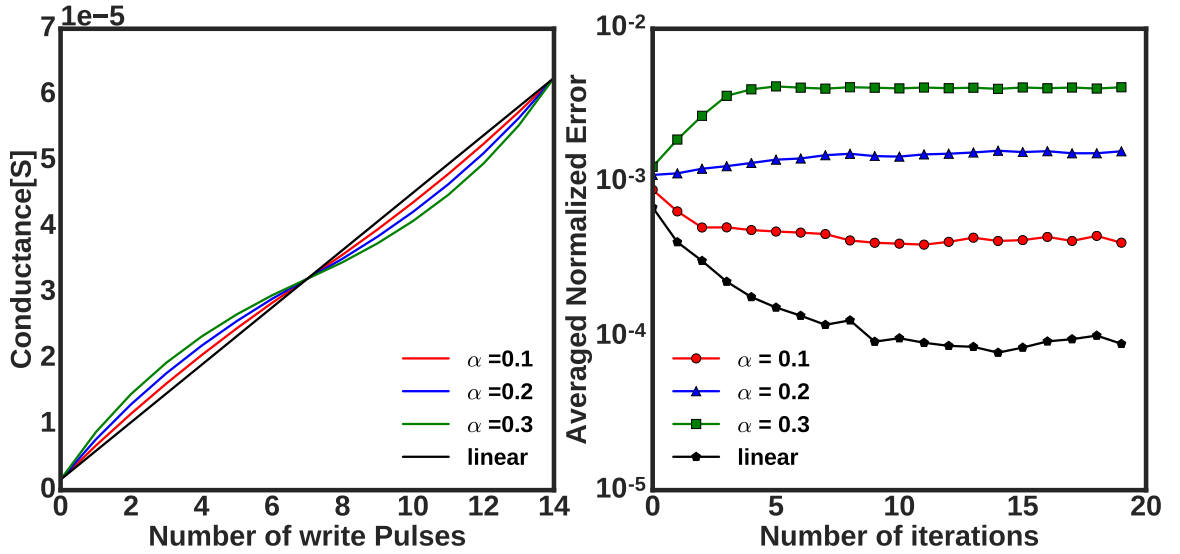 1e−5
7
6
5
4
3
2
1
0
0 2 4 6 8 10 12 14
Conductance[S]
Number of write Pulses
α =0.1
α =0.2
α =0.3
linear
10-2
10-3
10-4
10-5
0 5 10 15 20
Averaged Normalized Error
Number of iterations
α = 0.1
α = 0.2
α = 0.3
linear